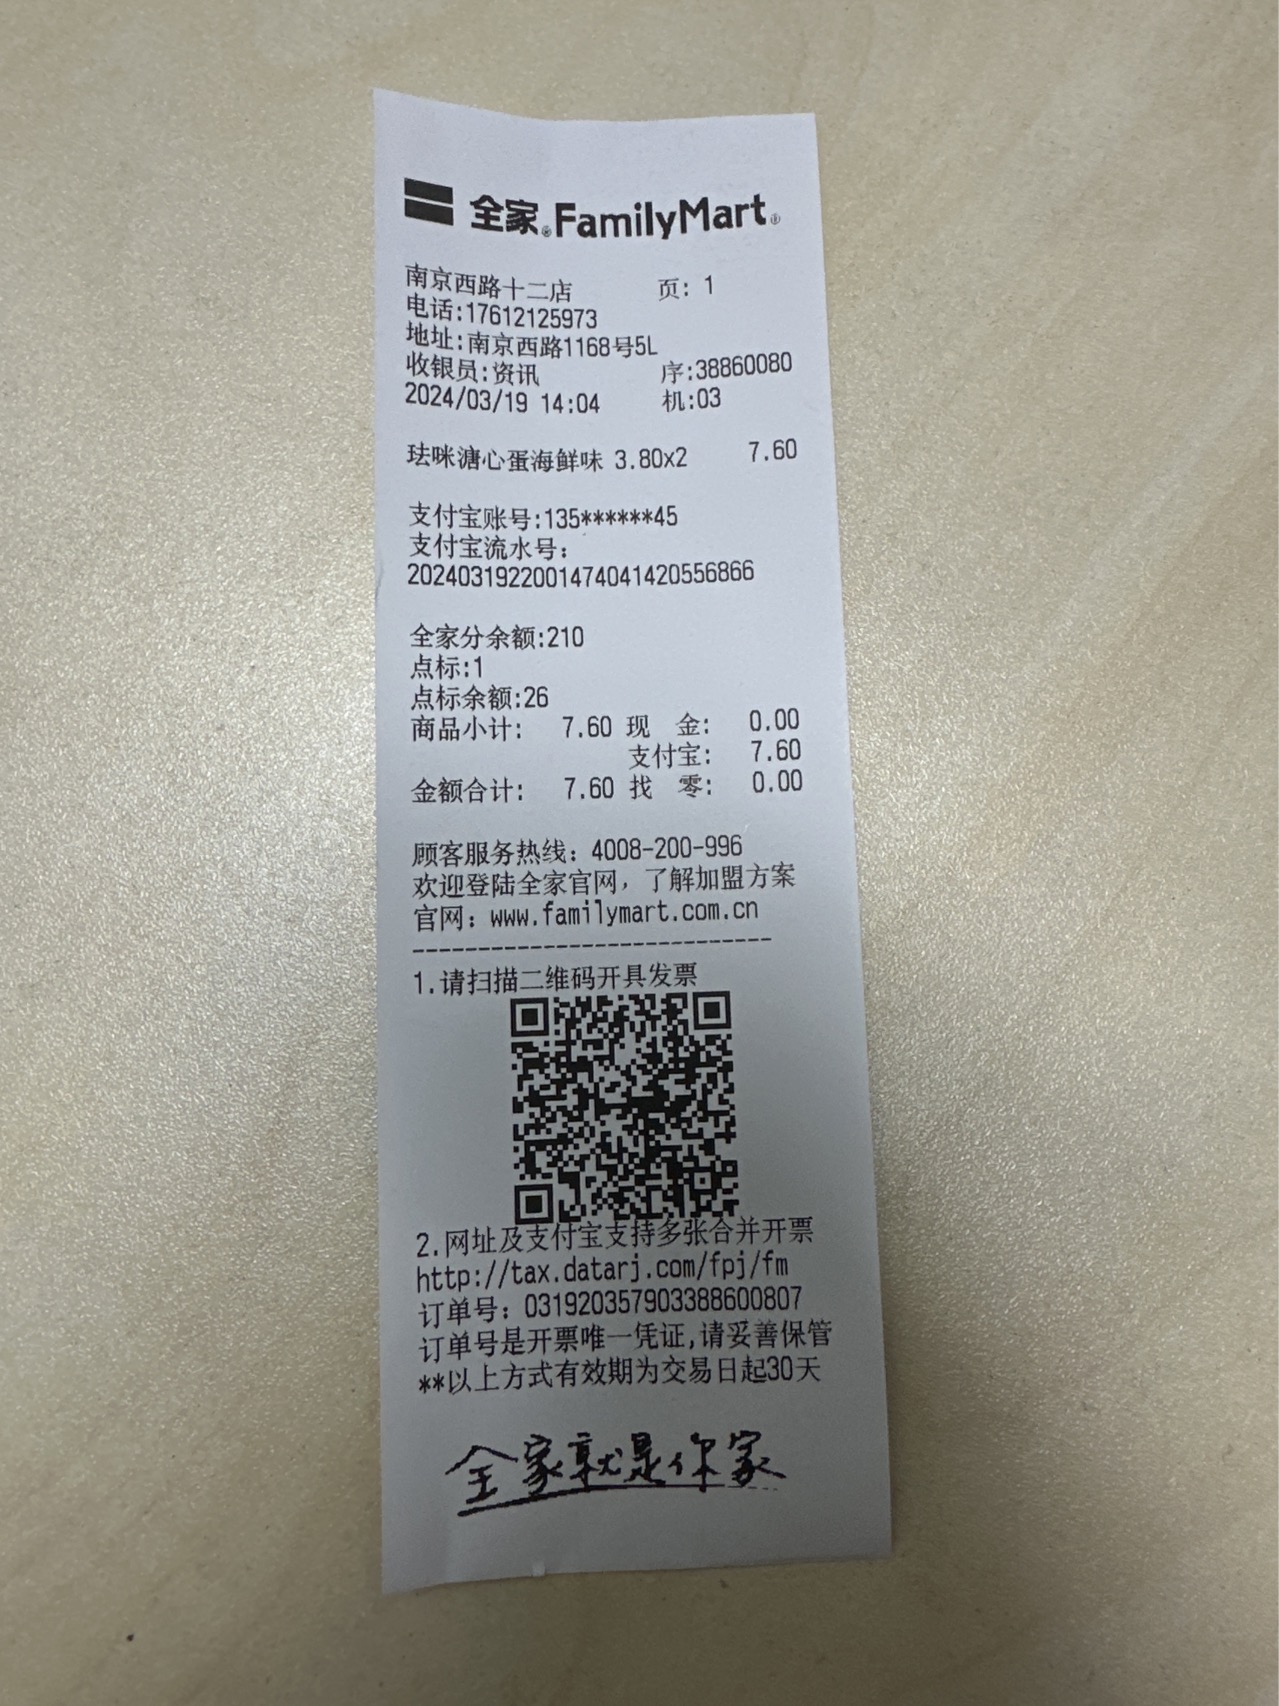 全家®FamilyMart®
南京西路十二店 页: 1
电话:17612125973
地址:南京西路1168号5L
收银员:资讯 序:38860080
2024/03/19 14:04 机:03
珐咪溏心蛋海鲜味 3.80x2 7.60
支付宝账号:135******45
支付宝流水号:
2024031922001474041420556866
全家分余额:210
点标:1
点标余额:26
商品小计: 7.60 现 金: 0.00
支付宝: 7.60
金额合计: 7.60 找 零: 0.00
顾客服务热线: 4008-200-996
欢迎登陆全家官网，了解加盟方案
官网: www.familymart.com.cn
----------------------------
1.请扫描二维码开具发票
2.网址及支付宝支持多张合并开票
http://tax.datarj.com/fpj/fm
订单号: 031920357903388600807
订单号是开票唯一凭证,请妥善保管
**以上方式有效期为交易日起30天
全家就是你家